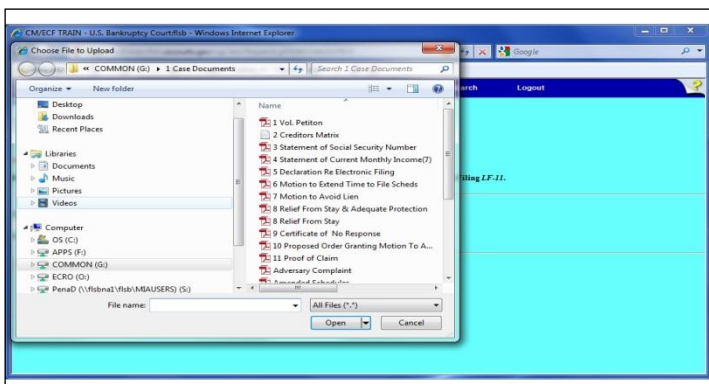 CM/ECF TRAIN - U.S. Bankruptcy Court/flsb - Windows Internet Explorer
Choose File to Upload
Google
« COMMON (G:) ▸ 1 Case Documents
Search 1 Case Documents
Organize
New folder
arch
Logout
Desktop
Downloads
Recent Places
Libraries
Documents
Music
Pictures
Videos
Computer
OS (C:)
APPS (F:)
COMMON (G:)
ECRO (O:)
PenaD (\\flsbna1\flsb\MIAUSERS) (S:)
Name
1 Vol. Petiton
2 Creditors Matrix
3 Statement of Social Security Number
4 Statement of Current Monthly Income(7)
5 Declaration Re Electronic Filing
6 Motion to Extend Time to File Scheds
7 Motion to Avoid Lien
8 Relief From Stay & Adequate Protection
8 Relief From Stay
9 Certificate of No Response
10 Proposed Order Granting Motion To A...
11 Proof of Claim
Adversary Complaint
Amended Schedules
iling LF-11.
File name:
All Files (*.*)
Open
Cancel